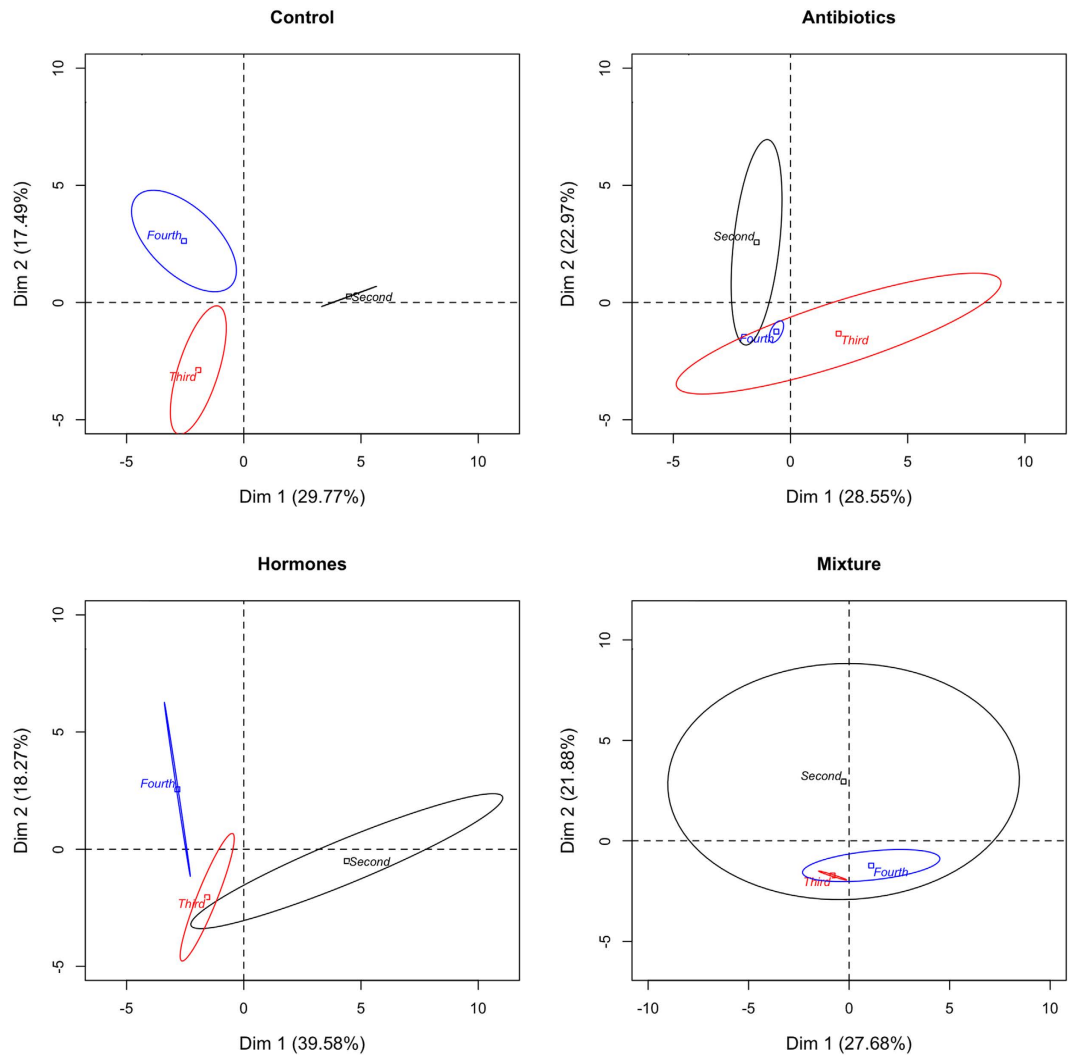 Control
10
5
0
-5
Dim 2 (17.49%)
Fourth
Second
Third
-5 0 5 10
Dim 1 (29.77%)
Antibiotics
10
5
0
-5
Dim 2 (22.97%)
Second
Fourth
Third
-5 0 5 10
Dim 1 (28.55%)
Hormones
10
5
0
-5
Dim 2 (18.27%)
Fourth
Second
Third
-5 0 5 10
Dim 1 (39.58%)
Mixture
10
5
0
-5
Dim 2 (21.88%)
Second
Fourth
Third
-10 -5 0 5 10
Dim 1 (27.68%)